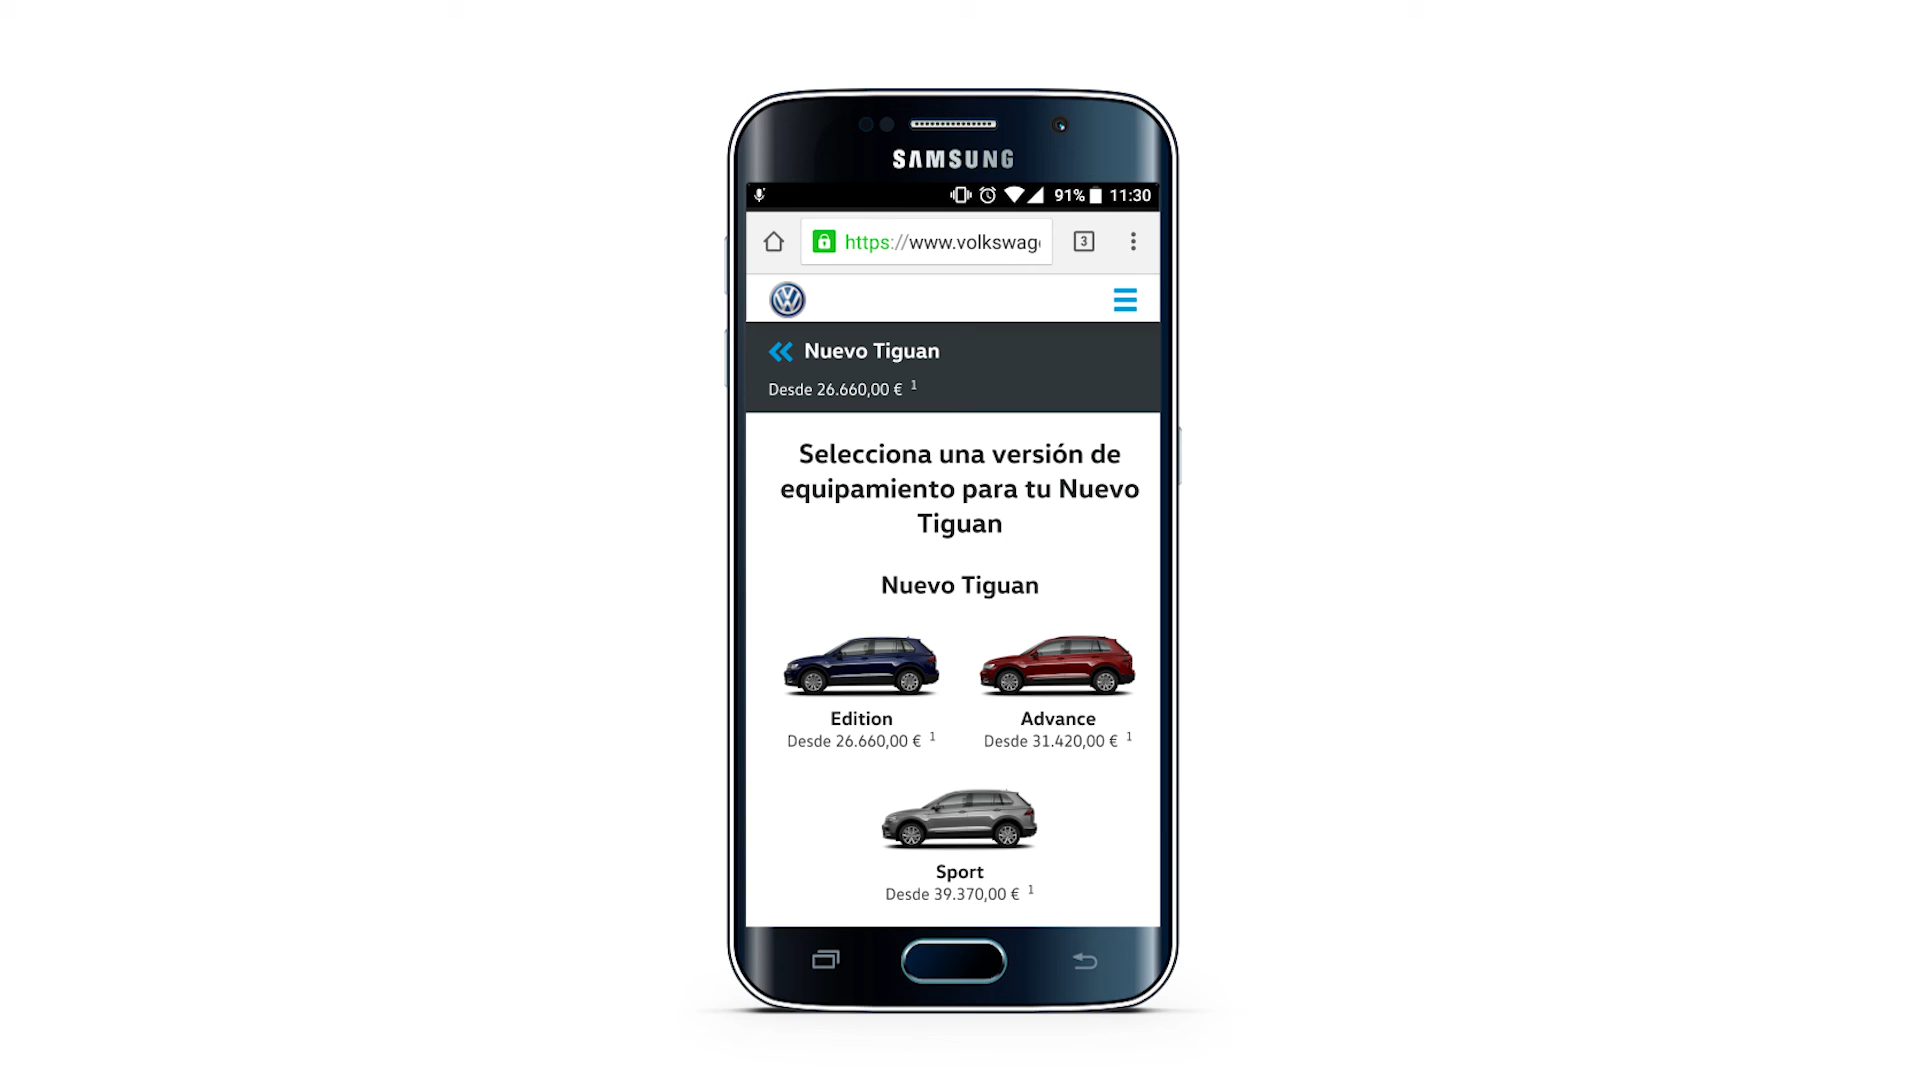 SAMSUNG
91% 11:30
https://www.volkswag
3
Nuevo Tiguan
Desde 26.660,00 € 1
Selecciona una versión de
equipamiento para tu Nuevo
Tiguan
Nuevo Tiguan
Edition
Desde 26.660,00 € 1
Advance
Desde 31.420,00 € 1
Sport
Desde 39.370,00 € 1